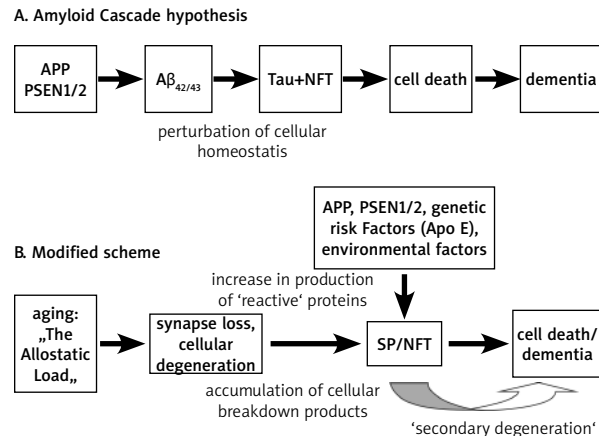 A. Amyloid Cascade hypothesis
APP
PSEN1/2
Aβ42/43
Tau+NFT
cell death
dementia
perturbation of cellular
homeostatis
APP, PSEN1/2, genetic
risk Factors (Apo E),
environmental factors
B. Modified scheme
increase in production
of ‘reactive‘ proteins
aging:
„The
Allostatic
Load„
synapse loss,
cellular
degeneration
SP/NFT
cell death/
dementia
accumulation of cellular
breakdown products
‘secondary degeneration‘